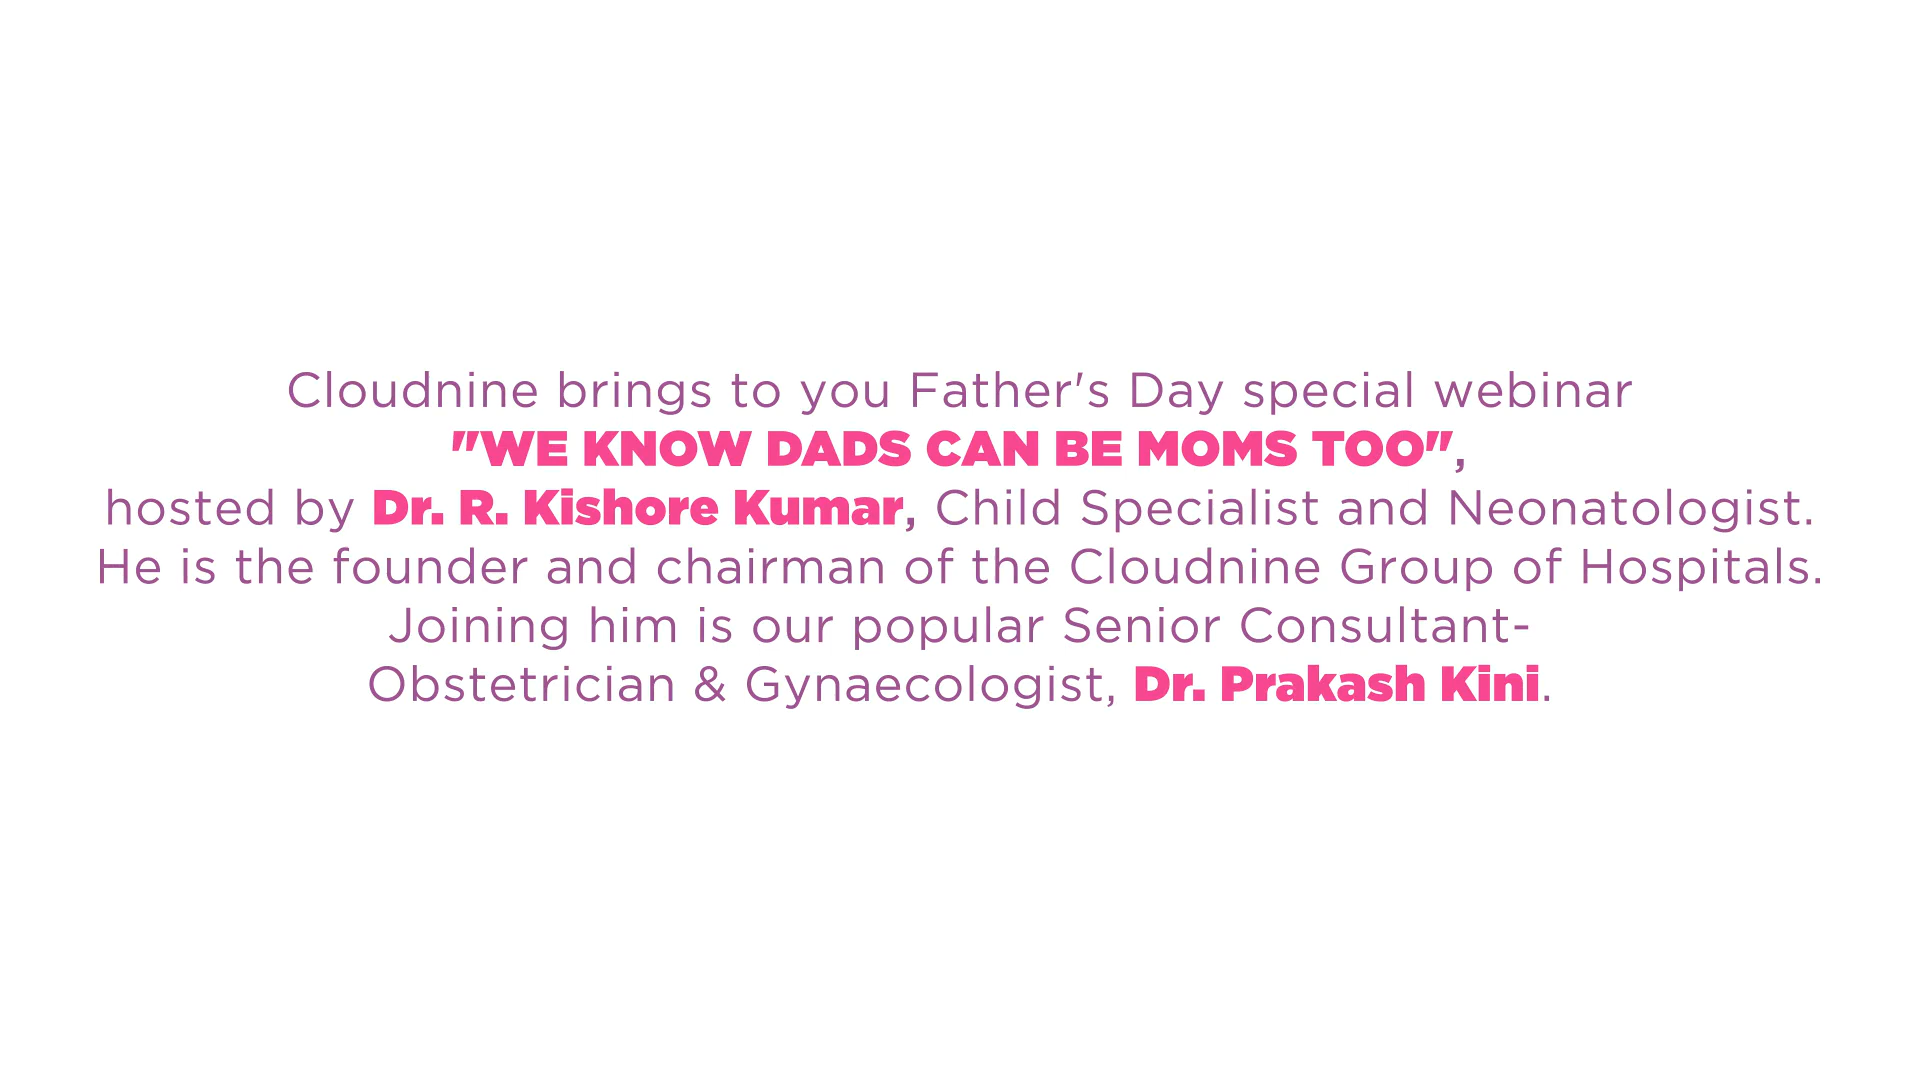 Cloudnine brings to you Father's Day special webinar
"WE KNOW DADS CAN BE MOMS TOO",
hosted by Dr. R. Kishore Kumar, Child Specialist and Neonatologist.
He is the founder and chairman of the Cloudnine Group of Hospitals.
Joining him is our popular Senior Consultant-
Obstetrician & Gynaecologist, Dr. Prakash Kini.